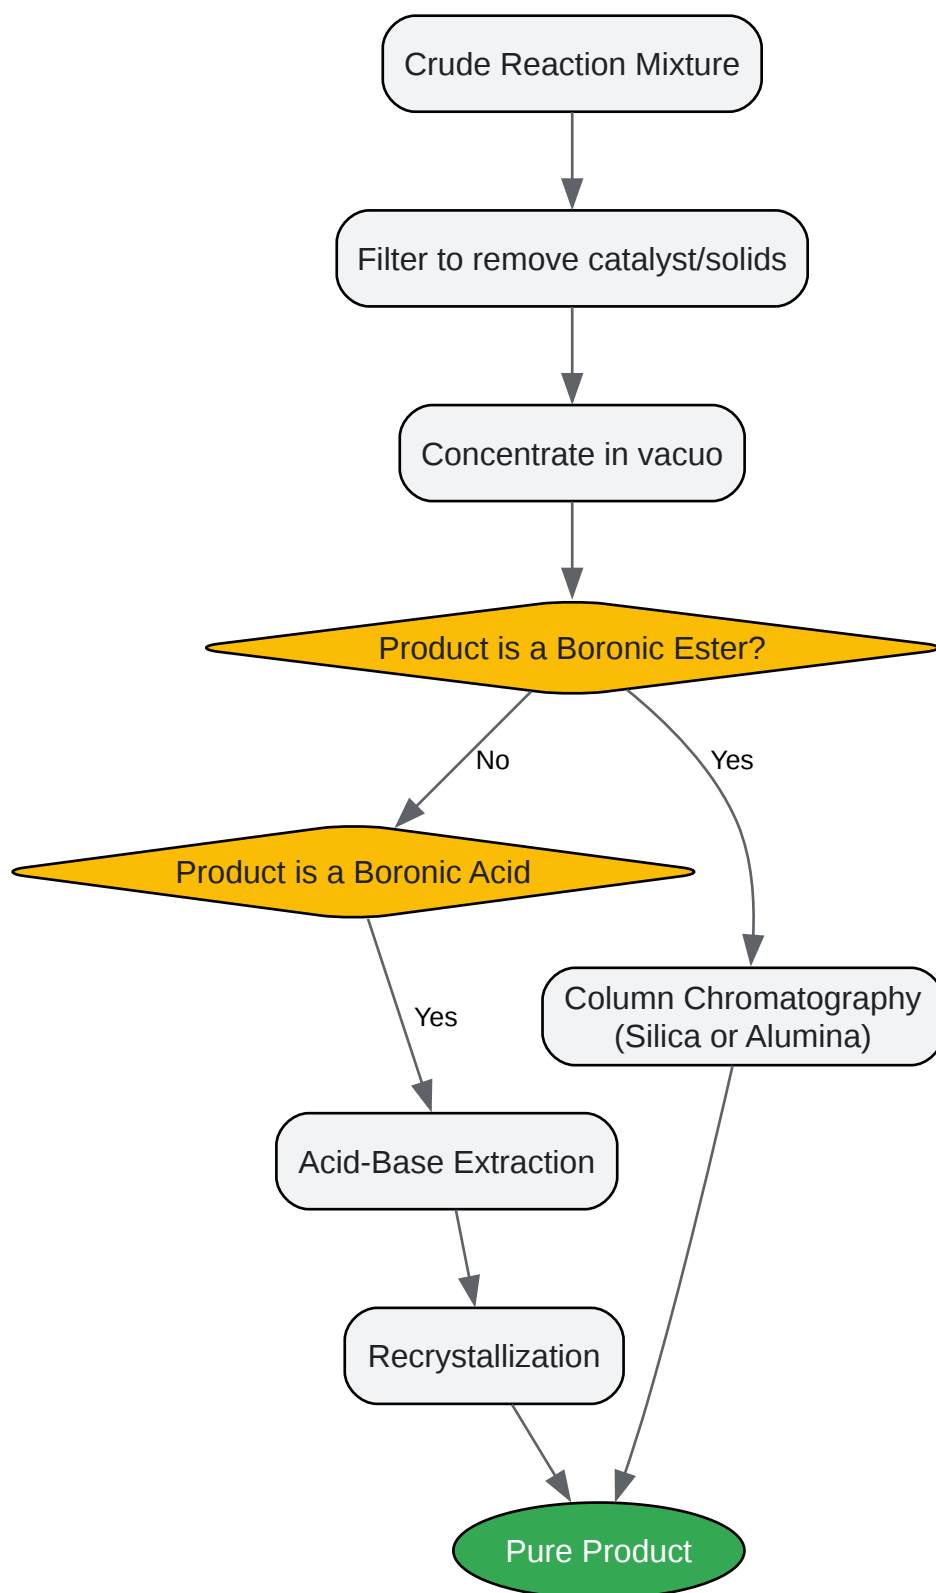 Crude Reaction Mixture
Filter to remove catalyst/solids
Concentrate in vacuo
Product is a Boronic Ester?
No
Yes
Product is a Boronic Acid
Yes
Column Chromatography
(Silica or Alumina)
Acid-Base Extraction
Recrystallization
Pure Product